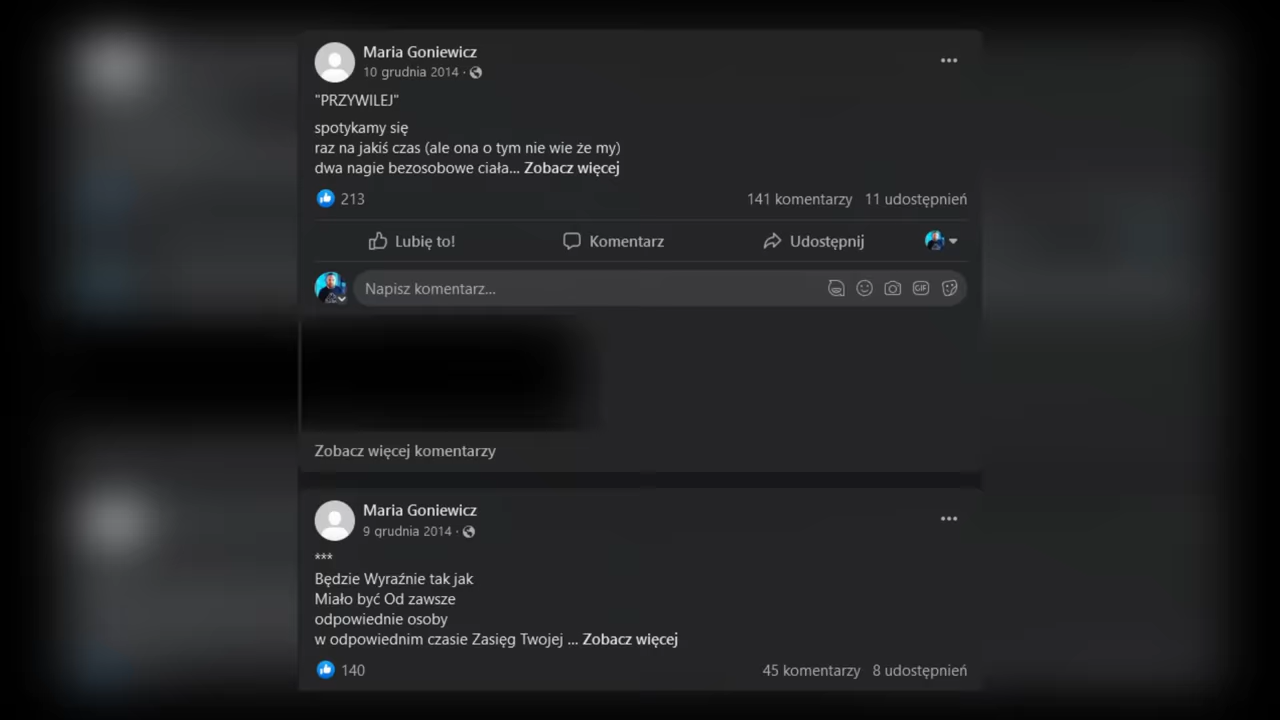 Maria Goniewicz
10 grudnia 2014 ·
"PRZYWILEJ"
spotykamy się
raz na jakiś czas (ale ona o tym nie wie że my)
dwa nagie bezosobowe ciała... Zobacz więcej
213 141 komentarzy 11 udostępnień
Lubię to! Komentarz Udostępnij
Napisz komentarz... GIF
Zobacz więcej komentarzy
Maria Goniewicz
9 grudnia 2014 ·
***
Będzie Wyraźnie tak jak
Miało być Od zawsze
odpowiednie osoby
w odpowiednim czasie Zasięg Twojej ... Zobacz więcej
140 45 komentarzy 8 udostępnień